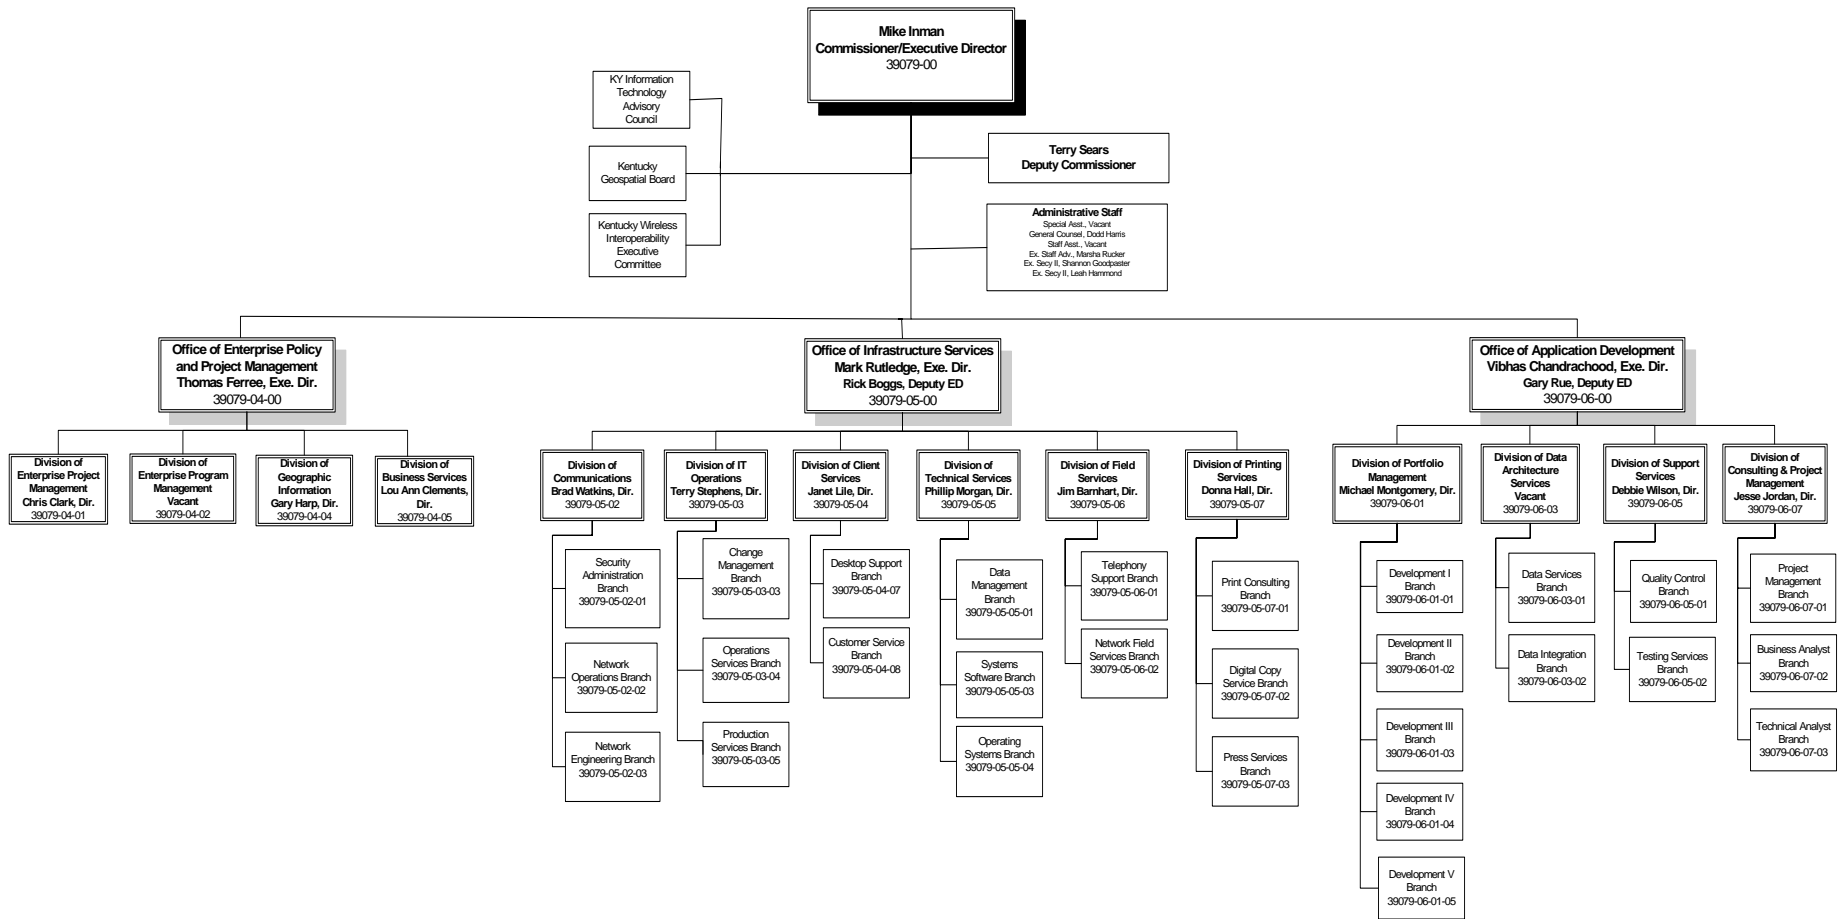 Mike Inman
Commissioner/Executive Director
39079-00
KY Information
Technology
Advisory
Council
Kentucky
Geospatial Board
Kentucky Wireless
Interoperability
Executive
Committee
Terry Sears
Deputy Commissioner
Administrative Staff
Special Asst., Vacant
General Counsel, Dodd Harris
Staff Asst., Vacant
Ex. Staff Adv., Marsha Rucker
Ex. Secy II, Shannon Goodpaster
Ex. Secy II, Leah Hammond
Office of Enterprise Policy
and Project Management
Thomas Ferree, Exe. Dir.
39079-04-00
Office of Infrastructure Services
Mark Rutledge, Exe. Dir.
Rick Boggs, Deputy ED
39079-05-00
Office of Application Development
Vibhas Chandrachood, Exe. Dir.
Gary Rue, Deputy ED
39079-06-00
Division of
Enterprise Project
Management
Chris Clark, Dir.
39079-04-01
Division of
Enterprise Program
Management
Vacant
39079-04-02
Division of
Geographic
Information
Gary Harp, Dir.
39079-04-04
Division of
Business Services
Lou Ann Clements,
Dir.
39079-04-05
Division of
Communications
Brad Watkins, Dir.
39079-05-02
Division of IT
Operations
Terry Stephens, Dir.
39079-05-03
Division of Client
Services
Janet Lile, Dir.
39079-05-04
Division of
Technical Services
Phillip Morgan, Dir.
39079-05-05
Division of Field
Services
Jim Barnhart, Dir.
39079-05-06
Division of Printing
Services
Donna Hall, Dir.
39079-05-07
Division of Portfolio
Management
Michael Montgomery, Dir.
39079-06-01
Division of Data
Architecture
Services
Vacant
39079-06-03
Division of Support
Services
Debbie Wilson, Dir.
39079-06-05
Division of
Consulting & Project
Management
Jesse Jordan, Dir.
39079-06-07
Security
Administration
Branch
39079-05-02-01
Network
Operations Branch
39079-05-02-02
Network
Engineering Branch
39079-05-02-03
Change
Management
Branch
39079-05-03-03
Operations
Services Branch
39079-05-03-04
Production
Services Branch
39079-05-03-05
Desktop Support
Branch
39079-05-04-07
Customer Service
Branch
39079-05-04-08
Data
Management
Branch
39079-05-05-01
Systems
Software Branch
39079-05-05-03
Operating
Systems Branch
39079-05-05-04
Telephony
Support Branch
39079-05-06-01
Network Field
Services Branch
39079-05-06-02
Print Consulting
Branch
39079-05-07-01
Digital Copy
Service Branch
39079-05-07-02
Press Services
Branch
39079-05-07-03
Development I
Branch
39079-06-01-01
Development II
Branch
39079-06-01-02
Development III
Branch
39079-06-01-03
Development IV
Branch
39079-06-01-04
Development V
Branch
39079-06-01-05
Data Services
Branch
39079-06-03-01
Data Integration
Branch
39079-06-03-02
Quality Control
Branch
39079-06-05-01
Testing Services
Branch
39079-06-05-02
Project
Management
Branch
39079-06-07-01
Business Analyst
Branch
39079-06-07-02
Technical Analyst
Branch
39079-06-07-03